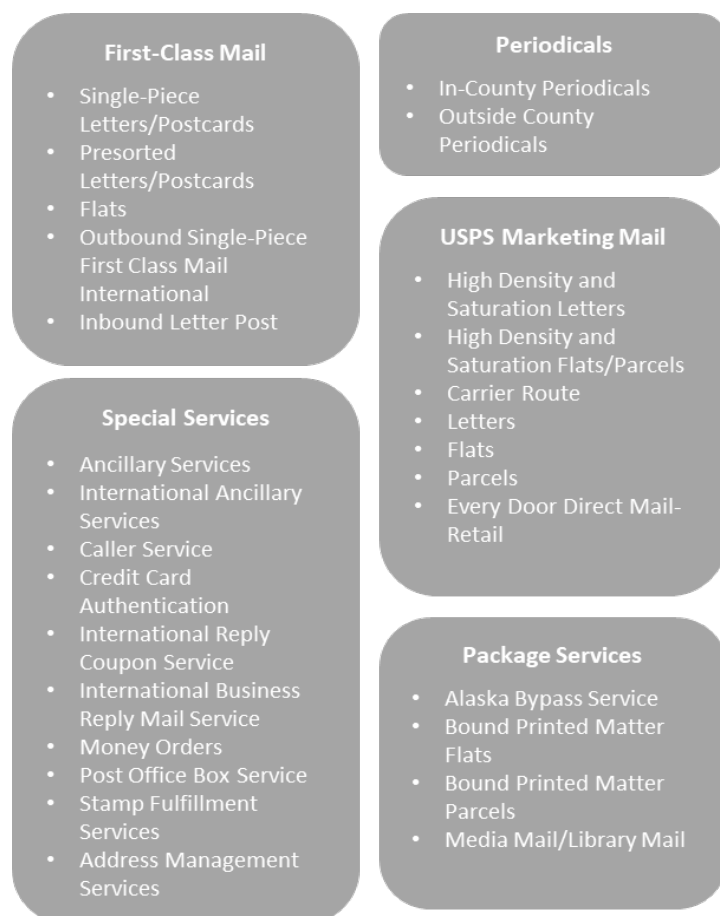 First-Class Mail
• Single-Piece
Letters/Postcards
• Presorted
Letters/Postcards
• Flats
• Outbound Single-Piece
First Class Mail
International
• Inbound Letter Post
Periodicals
• In-County Periodicals
• Outside County
Periodicals
USPS Marketing Mail
• High Density and
Saturation Letters
• High Density and
Saturation Flats/Parcels
• Carrier Route
• Letters
• Flats
• Parcels
• Every Door Direct Mail-
Retail
Special Services
• Ancillary Services
• International Ancillary
Services
• Caller Service
• Credit Card
Authentication
• International Reply
Coupon Service
• International Business
Reply Mail Service
• Money Orders
• Post Office Box Service
• Stamp Fulfillment
Services
• Address Management
Services
Package Services
• Alaska Bypass Service
• Bound Printed Matter
Flats
• Bound Printed Matter
Parcels
• Media Mail/Library Mail